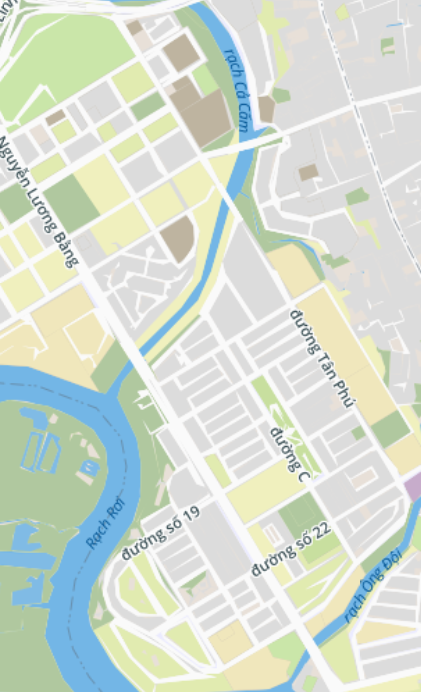 rạch Cả Cấm
Nguyễn Lương Bằng
đường Tân Phú
đường C
Rạch Rơi
đường số 19
đường số 22
rạch Ông Đội